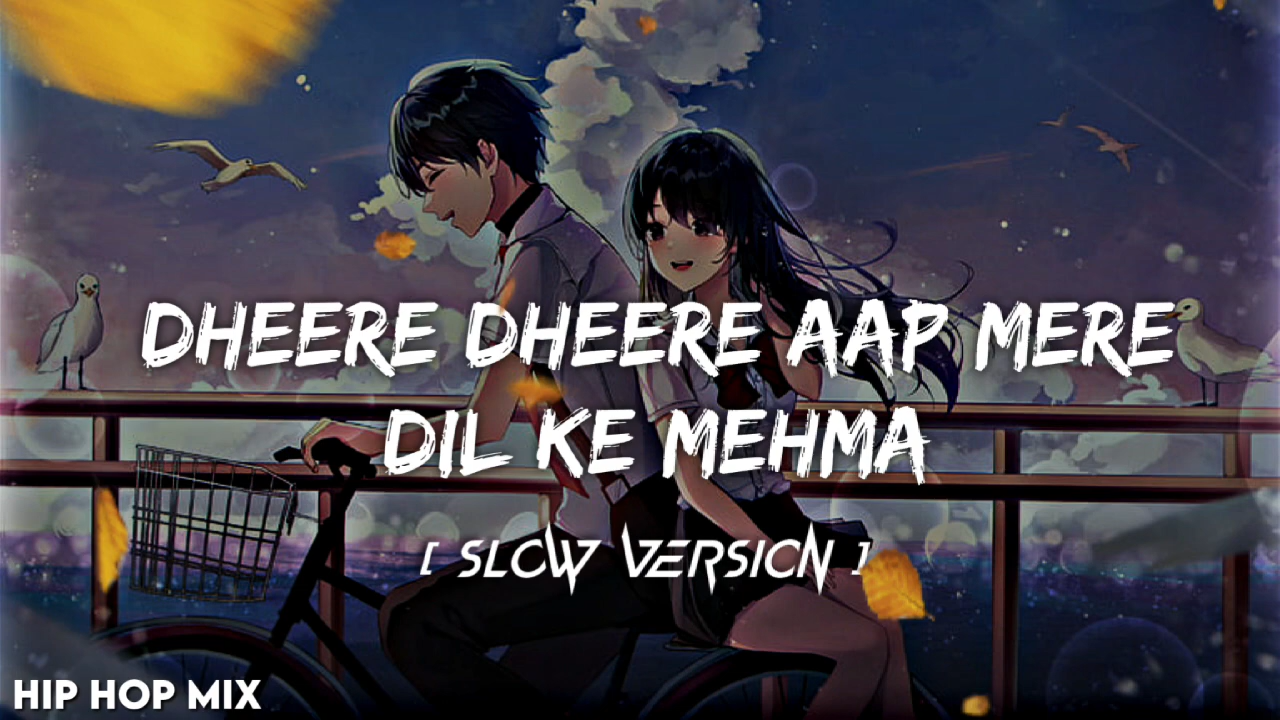 DHEERE DHEERE AAP MERE
DIL KE MEHMA
[ SLOW VERSION ]
HIP HOP MIX